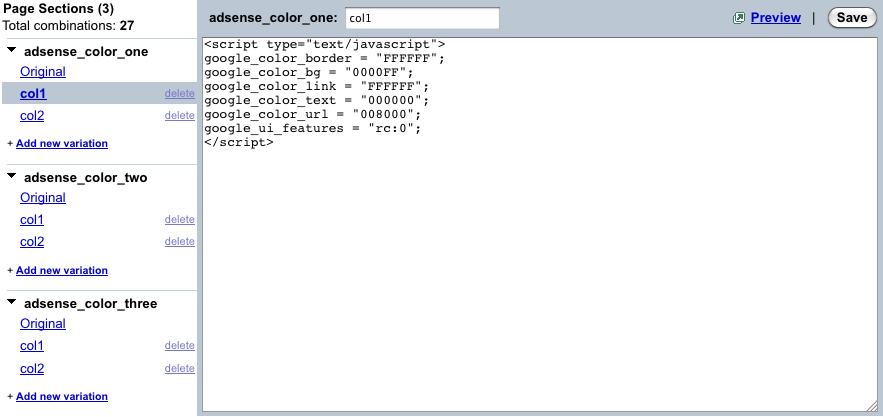 Page Sections (3)
Total combinations: 27
adsense_color_one
Original
col1 delete
col2 delete
+ Add new variation
adsense_color_two
Original
col1 delete
col2 delete
+ Add new variation
adsense_color_three
Original
col1 delete
col2 delete
+ Add new variation
adsense_color_one: col1 Preview | Save
<script type="text/javascript">
google_color_border = "FFFFFF";
google_color_bg = "0000FF";
google_color_link = "FFFFFF";
google_color_text = "000000";
google_color_url = "008000";
google_ui_features = "rc:0";
</script>